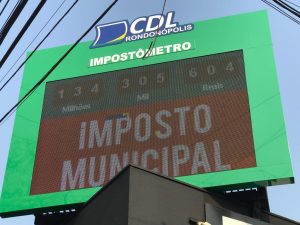 CDL
RONDONÓPOLIS
IMPOSTÔMETRO
134 305 604
Milhões Mil Reais
IMPOSTO
MUNICIPAL